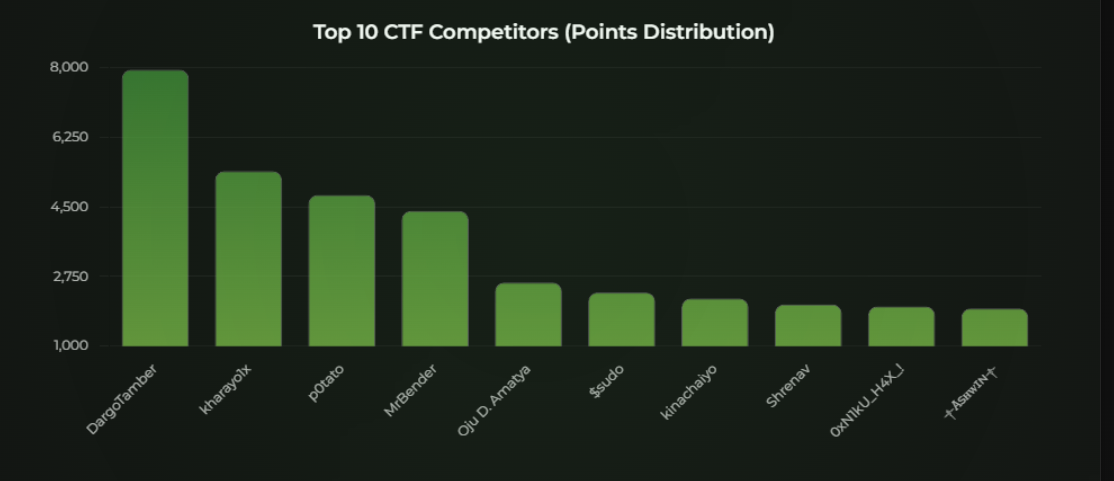 Top 10 CTF Competitors (Points Distribution)
8,000
6,250
4,500
2,750
1,000
DargoTamber
kharayo1x
p0tato
MrBender
Oju D. Amatya
$sudo
kinachaiyo
Shrenav
0xN1kU_H4X_!